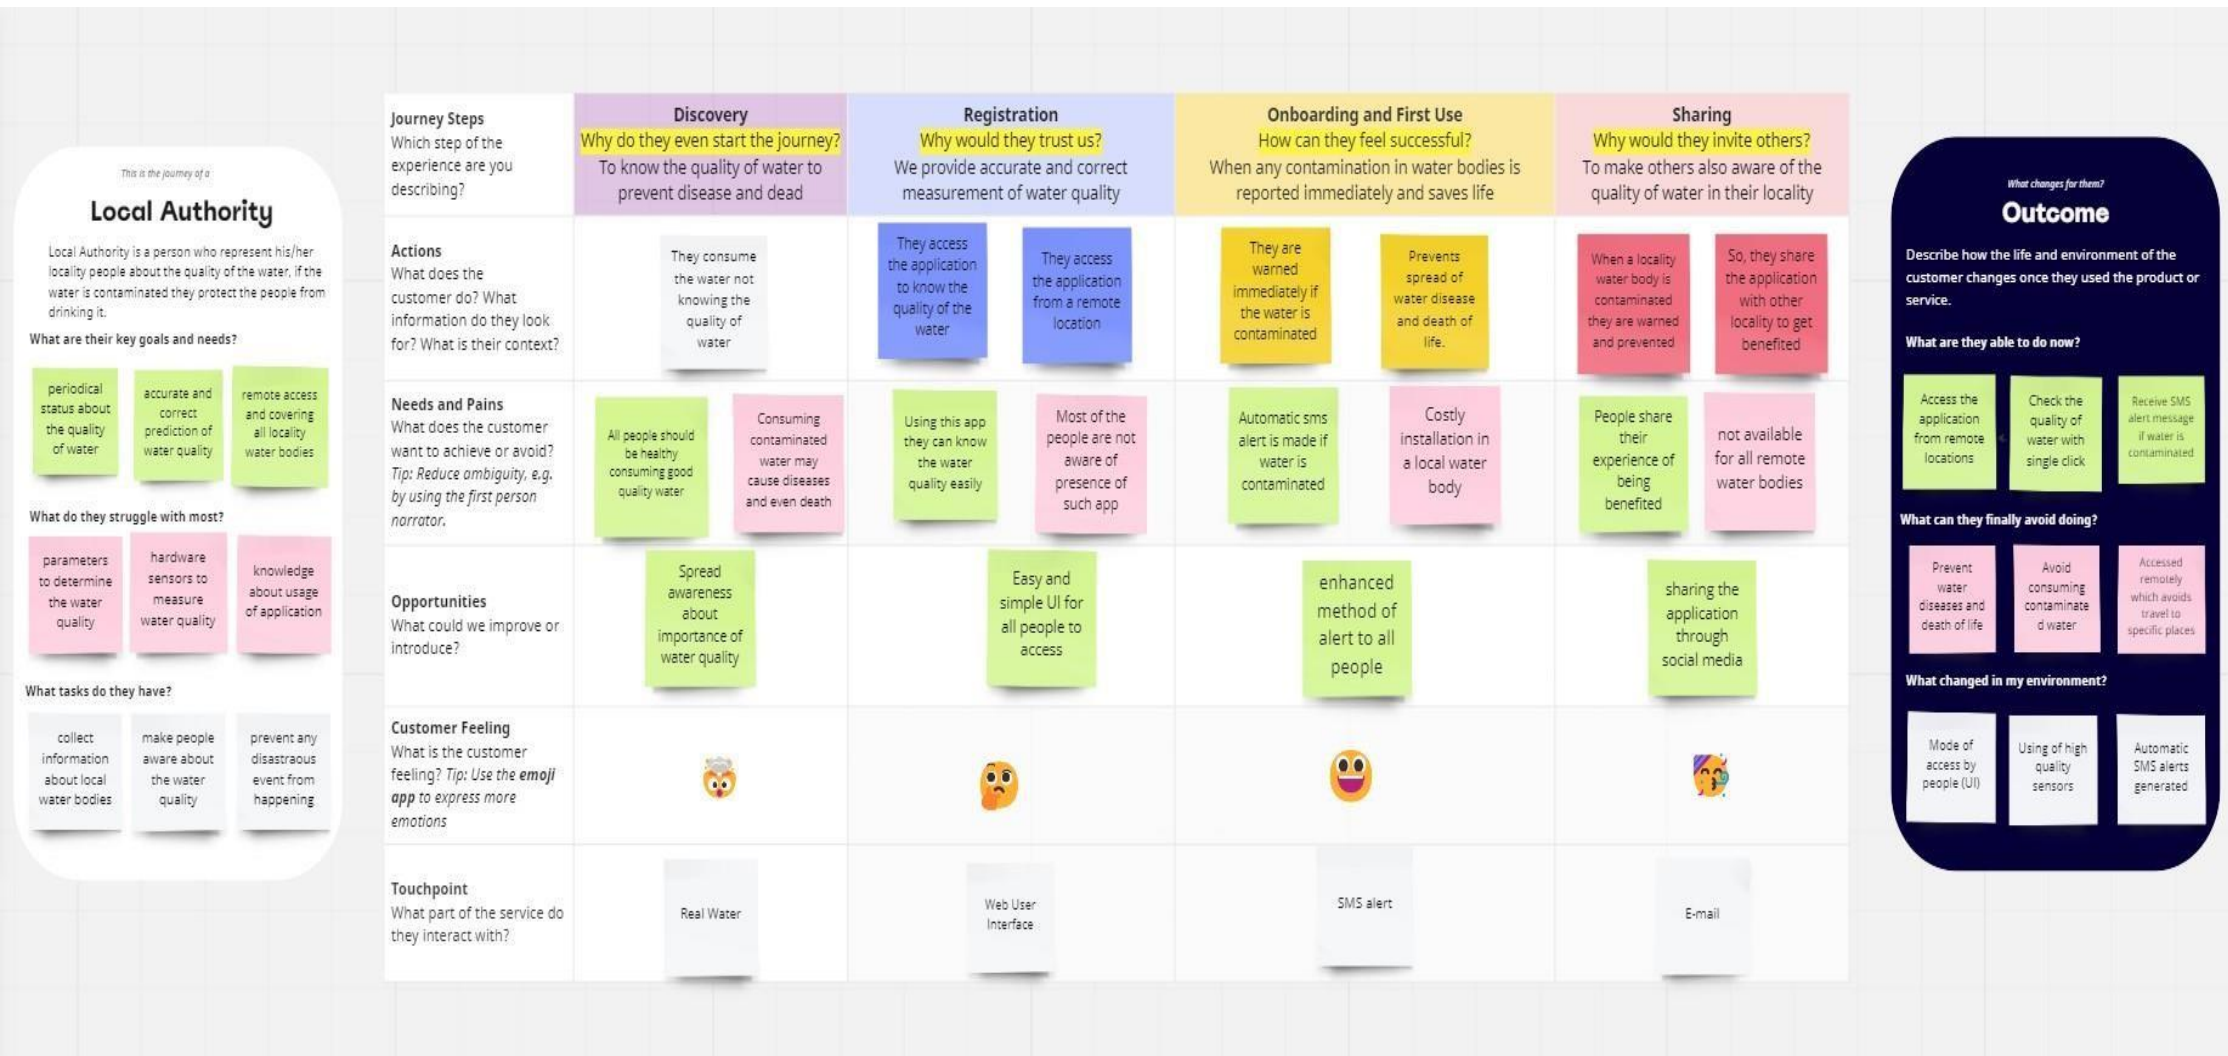 This is the journey of a
Local Authority
Local Authority is a person who represent his/her
locality people about the quality of the water, if the
water is contaminated they protect the people from
drinking it.
What are their key goals and needs?
periodical
status about
the quality
of water
accurate and
correct
prediction of
water quality
remote access
and covering
all locality
water bodies
What do they struggle with most?
parameters
to determine
the water
quality
hardware
sensors to
measure
water quality
knowledge
about usage
of application
What tasks do they have?
collect
information
about local
water bodies
make people
aware about
the water
quality
prevent any
disastraous
event from
happening
Journey Steps
Which step of the
experience are you
describing?
Discovery
Why do they even start the journey?
To know the quality of water to
prevent disease and dead
Registration
Why would they trust us?
We provide accurate and correct
measurement of water quality
Onboarding and First Use
How can they feel successful?
When any contamination in water bodies is
reported immediately and saves life
Sharing
Why would they invite others?
To make others also aware of the
quality of water in their locality
Actions
What does the
customer do? What
information do they look
for? What is their context?
They consume
the water not
knowing the
quality of
water
They access
the application
to know the
quality of the
water
They access
the application
from a remote
location
They are
warned
immediately if
the water is
contaminated
Prevents
spread of
water disease
and death of
life.
When a locality
water body is
contaminated
they are warned
and prevented
So, they share
the application
with other
locality to get
benefited
Needs and Pains
What does the customer
want to achieve or avoid?
Tip: Reduce ambiguity, e.g.
by using the first person
narrator.
All people should
be healthy
consuming good
quality water
Consuming
contaminated
water may
cause diseases
and even death
Using this app
they can know
the water
quality easily
Most of the
people are not
aware of
presence of
such app
Automatic sms
alert is made if
water is
contaminated
Costly
installation in
a local water
body
People share
their
experience of
being
benefited
not available
for all remote
water bodies
Opportunities
What could we improve or
introduce?
Spread
awareness
about
importance of
water quality
Easy and
simple UI for
all people to
access
enhanced
method of
alert to all
people
sharing the
application
through
social media
Customer Feeling
What is the customer
feeling? Tip: Use the emoji
app to express more
emotions
Touchpoint
What part of the service do
they interact with?
Real Water
Web User
Interface
SMS alert
E-mail
What changes for them?
Outcome
Describe how the life and environment of the
customer changes once they used the product or
service.
What are they able to do now?
Access the
application
from remote
locations
Check the
quality of
water with
single click
Receive SMS
alert message
if water is
contaminated
What can they finally avoid doing?
Prevent
water
diseases and
death of life
Avoid
consuming
contaminate
d water
Accessed
remotely
which avoids
travel to
specific places
What changed in my environment?
Mode of
access by
people (UI)
Using of high
quality
sensors
Automatic
SMS alerts
generated